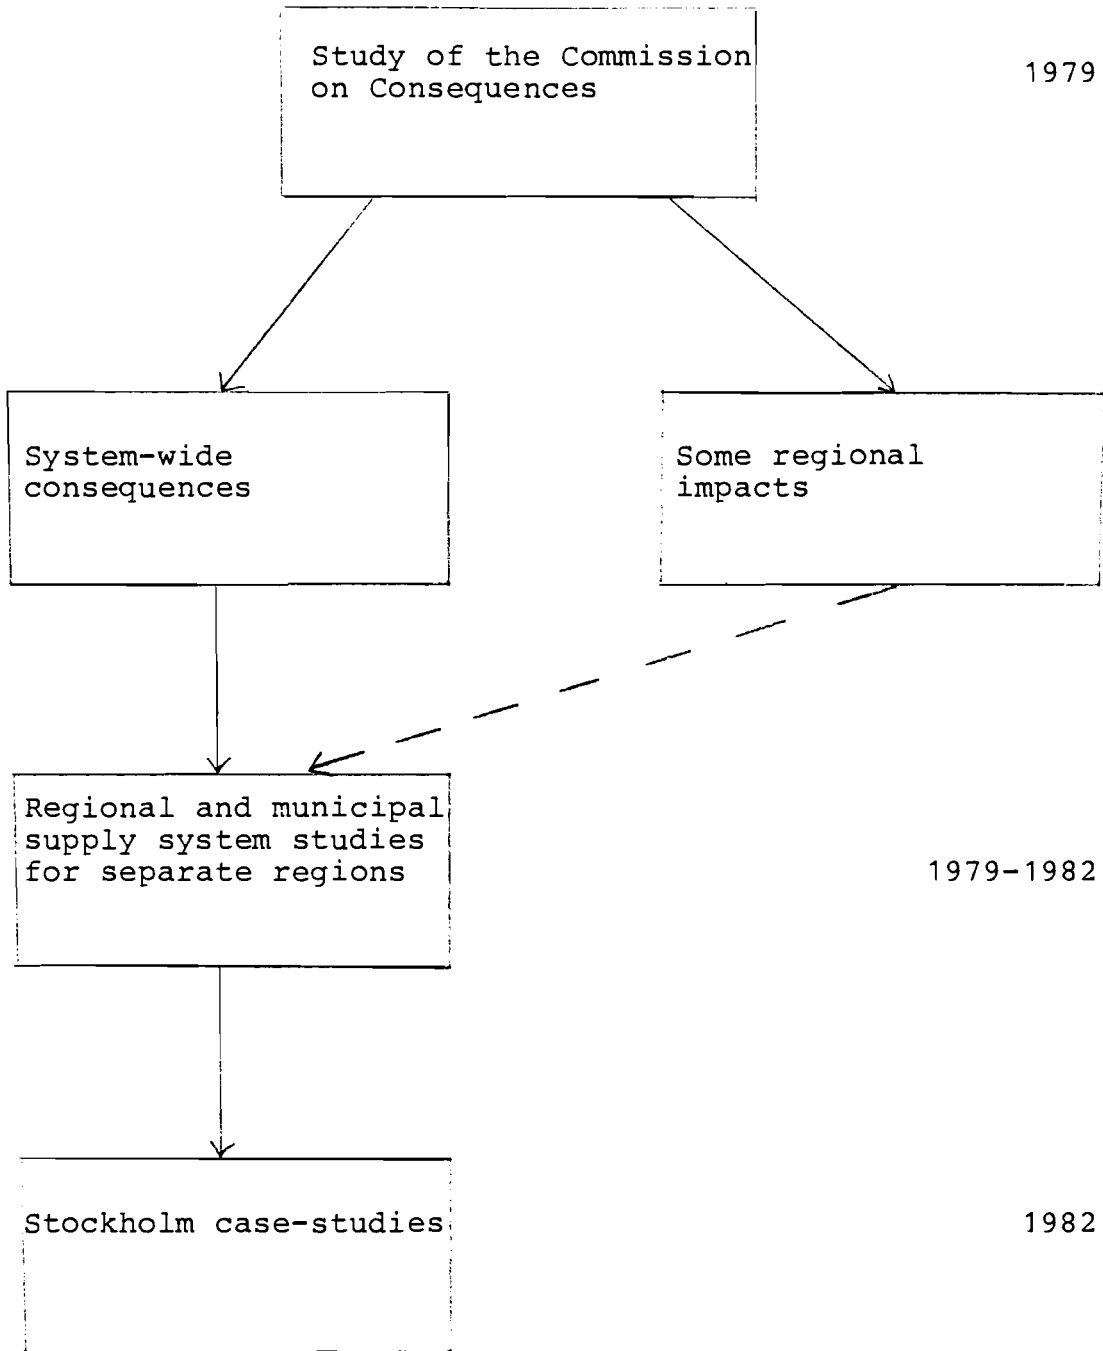 Study of the Commission
on Consequences
1979
System-wide
consequences
Some regional
impacts
Regional and municipal
supply system studies
for separate regions
1979-1982
Stockholm case-studies
1982